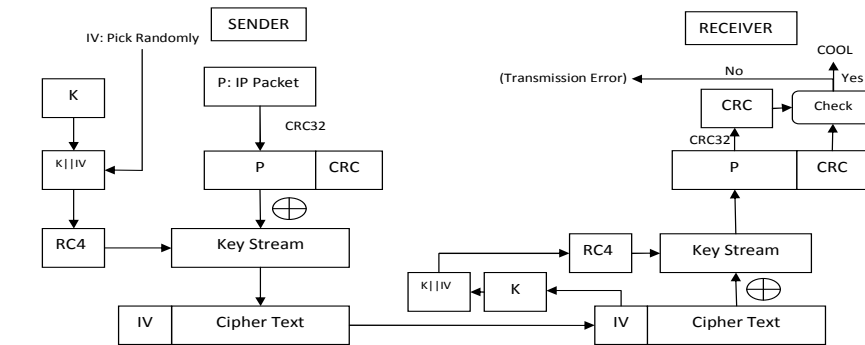 SENDER
RECEIVER
IV: Pick Randomly
COOL
(Transmission Error)
No
Yes
K
P: IP Packet
CRC
Check
CRC32
CRC32
K||IV
P
CRC
P
CRC
RC4
Key Stream
RC4
Key Stream
K||IV
K
IV
Cipher Text
IV
Cipher Text